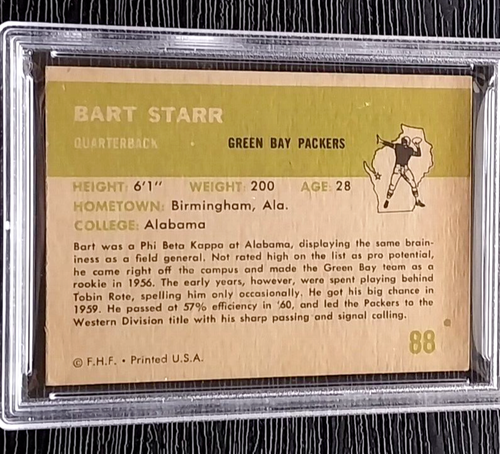 BART STARR
QUARTERBACK GREEN BAY PACKERS
HEIGHT: 6'1" WEIGHT: 200 AGE: 28
HOMETOWN: Birmingham, Ala.
COLLEGE: Alabama
Bart was a Phi Beta Kappa at Alabama, displaying the same brain-
iness as a field general. Not rated high on the list as pro potential,
he came right off the campus and made the Green Bay team as a
rookie in 1956. The early years, however, were spent playing behind
Tobin Rote, spelling him only occasionally. He got his big chance in
1959. He passed at 57% efficiency in '60, and led the Packers to the
Western Division title with his sharp passing and signal calling.
88
© F.H.F. • Printed U.S.A.